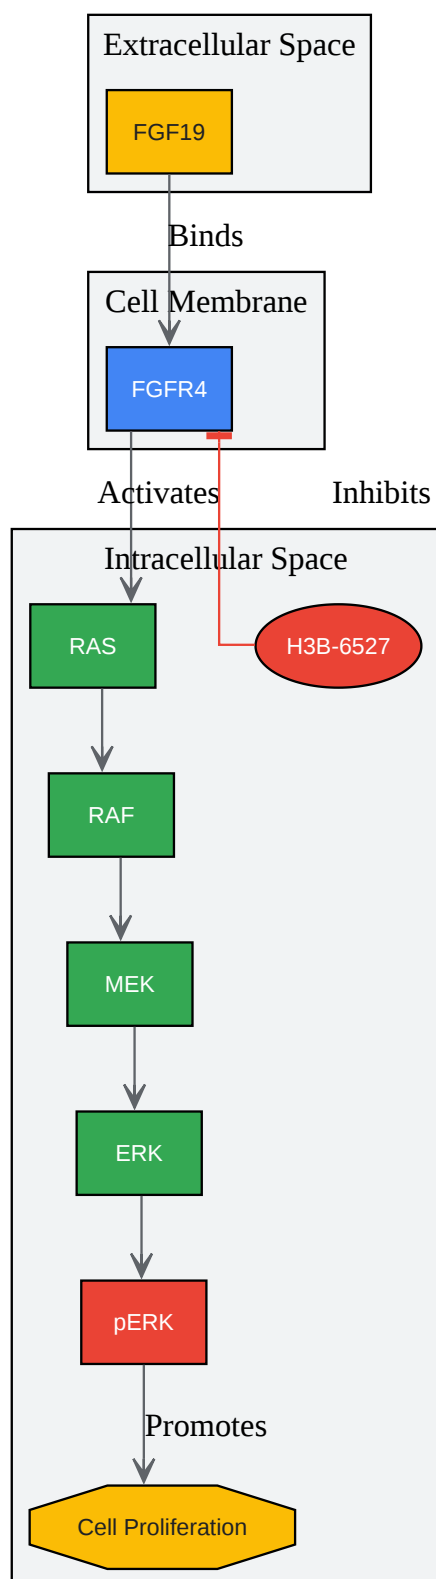 Extracellular Space
FGF19
Binds
Cell Membrane
FGFR4
Activates
Inhibits
Intracellular Space
RAS
H3B-6527
RAF
MEK
ERK
pERK
Promotes
Cell Proliferation